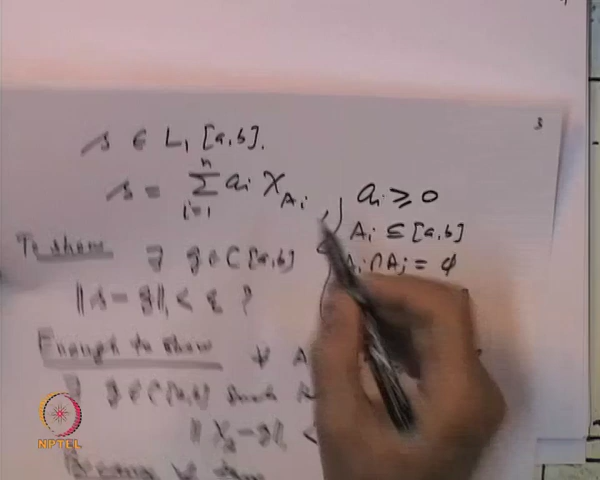 3
s ∈ L₁ [a,b].
s = Σ_{i=1}^{n} aᵢ χ_{Aᵢ} , aᵢ ≥ 0
Aᵢ ⊆ [a,b]
Aᵢ ∩ Aⱼ = φ
To show ∃ g ∈ C[a,b]
‖s − g‖₁ < ε ?
Enough to show ∀ A
∃ g ∈ C[a,b] such
‖χ_A − g‖₁ <
NPTEL